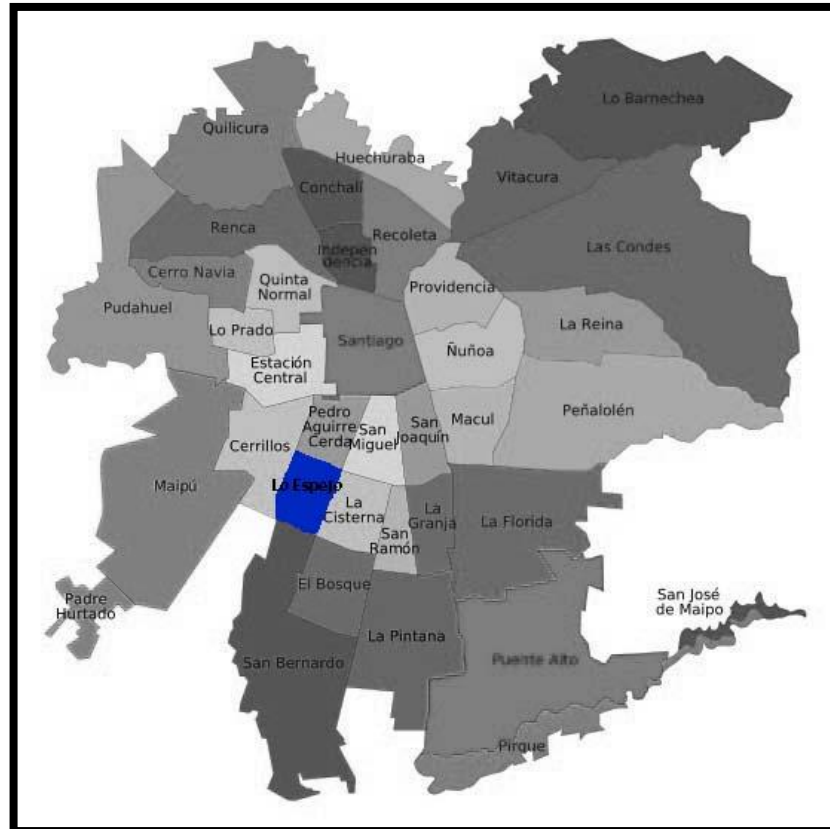 Lo Barnechea
Quilicura
Huechuraba
Conchalí
Vitacura
Renca
Recoleta
Indepen
dencia
Las Condes
Cerro Navia
Quinta
Normal
Providencia
Pudahuel
Lo Prado
Santiago
La Reina
Ñuñoa
Estación
Central
Pedro
Aguirre
Cerda
San
Miguel
San
Joaquín
Macul
Peñalolén
Cerrillos
Maipú
Lo Espejo
La
Cisterna
La
Granja
La Florida
San
Ramón
El Bosque
Padre
Hurtado
San José
de Maipo
La Pintana
San Bernardo
Puente Alto
Pirque